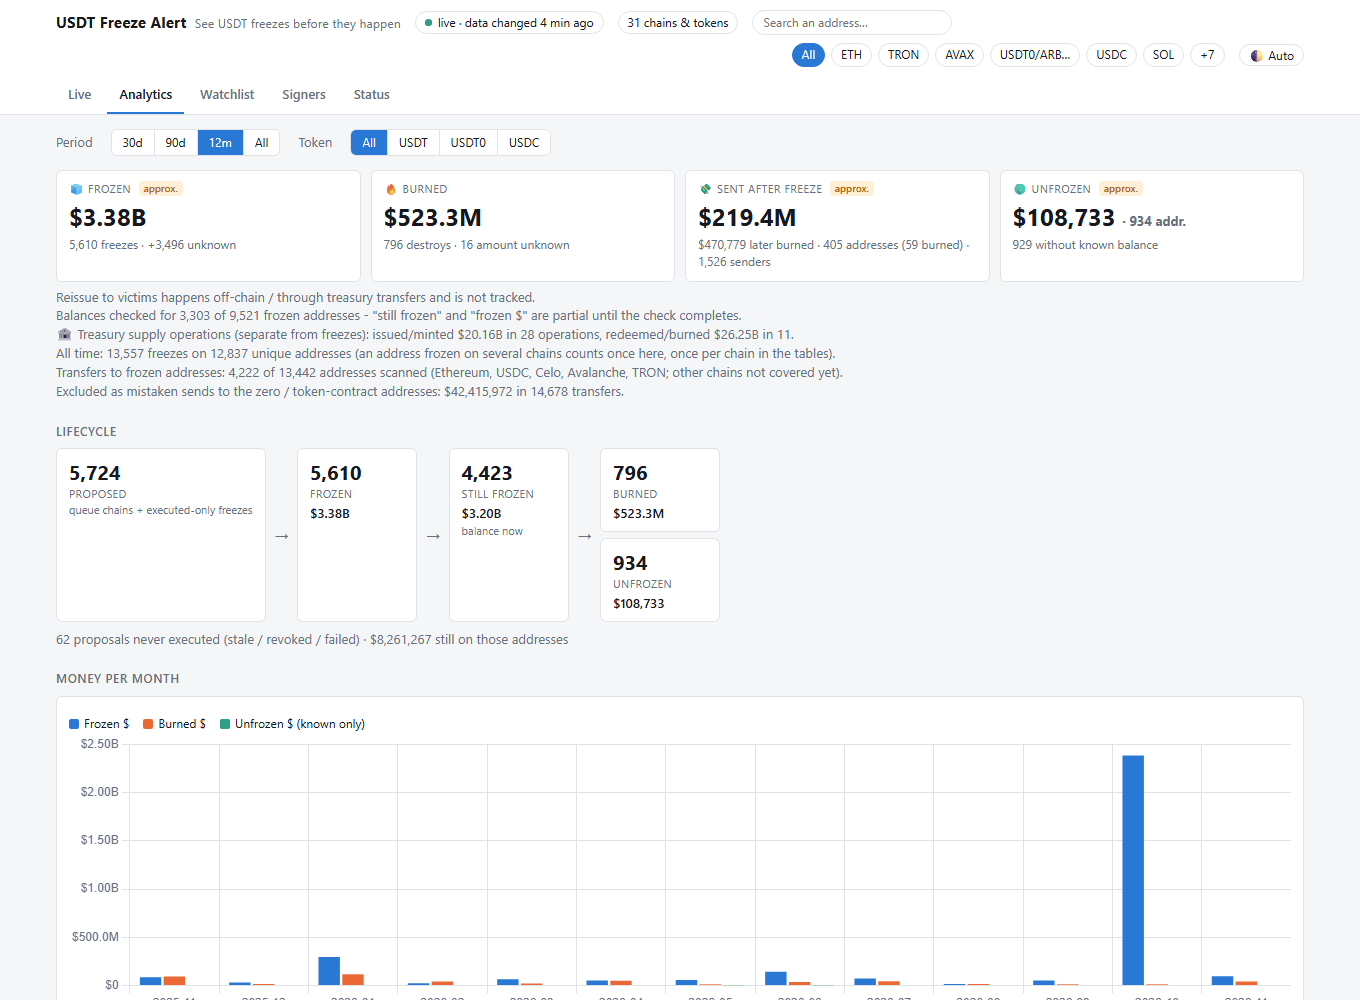 USDT Freeze Alert See USDT freezes before they happen live · data changed 4 min ago 31 chains & tokens Search an address...
All ETH TRON AVAX USDT0/ARB... USDC SOL +7 Auto
Live Analytics Watchlist Signers Status
Period 30d 90d 12m All Token All USDT USDT0 USDC
FROZEN approx.
$3.38B
5,610 freezes · +3,496 unknown
BURNED
$523.3M
796 destroys · 16 amount unknown
SENT AFTER FREEZE approx.
$219.4M
$470,779 later burned · 405 addresses (59 burned) ·
1,526 senders
UNFROZEN approx.
$108,733 · 934 addr.
929 without known balance
Reissue to victims happens off-chain / through treasury transfers and is not tracked.
Balances checked for 3,303 of 9,521 frozen addresses - "still frozen" and "frozen $" are partial until the check completes.
Treasury supply operations (separate from freezes): issued/minted $20.16B in 28 operations, redeemed/burned $26.25B in 11.
All time: 13,557 freezes on 12,837 unique addresses (an address frozen on several chains counts once here, once per chain in the tables).
Transfers to frozen addresses: 4,222 of 13,442 addresses scanned (Ethereum, USDC, Celo, Avalanche, TRON; other chains not covered yet).
Excluded as mistaken sends to the zero / token-contract addresses: $42,415,972 in 14,678 transfers.
LIFECYCLE
5,724
PROPOSED
queue chains + executed-only freezes
→
5,610
FROZEN
$3.38B
→
4,423
STILL FROZEN
$3.20B
balance now
→
796
BURNED
$523.3M
934
UNFROZEN
$108,733
62 proposals never executed (stale / revoked / failed) · $8,261,267 still on those addresses
MONEY PER MONTH
Frozen $ Burned $ Unfrozen $ (known only)
$2.50B
$2.00B
$1.50B
$1.00B
$500.0M
$0